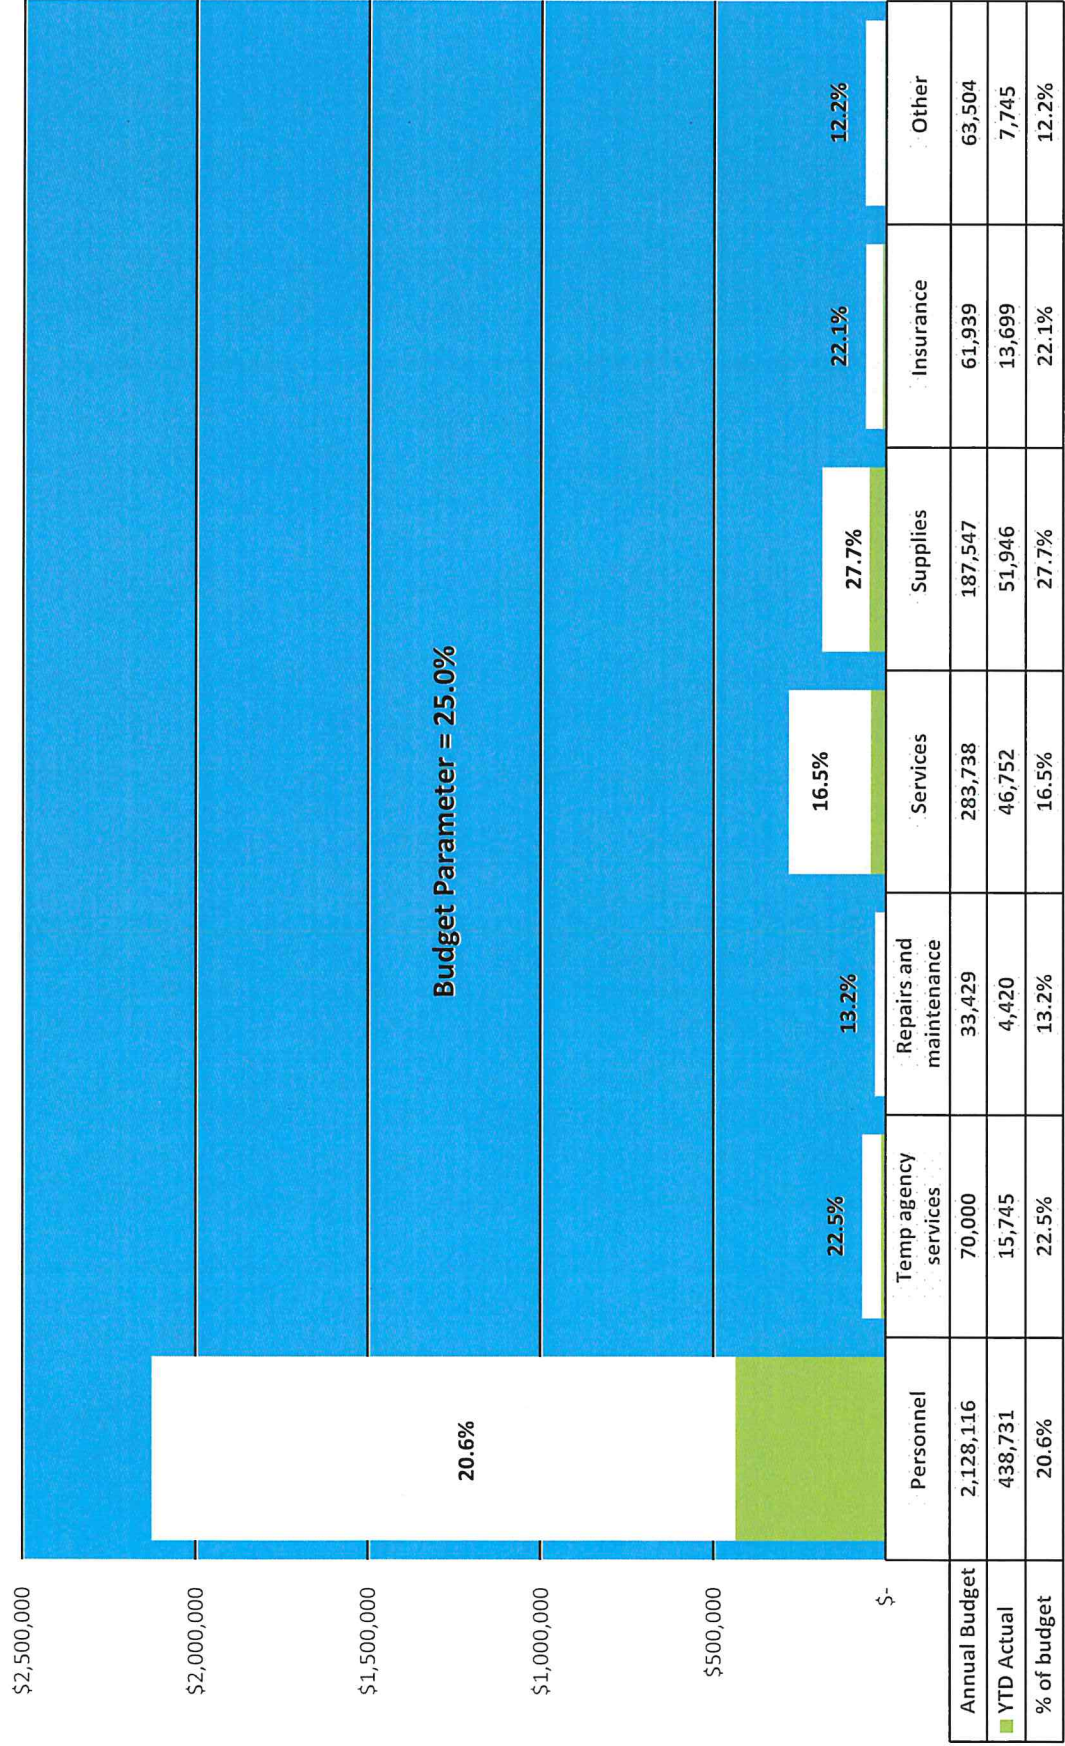 $2,500,000
$2,000,000
$1,500,000
$1,000,000
$500,000
$-
Budget Parameter = 25.0%
20.6%
22.5%
13.2%
16.5%
27.7%
22.1%
12.2%
Personnel
Temp agency
services
Repairs and
maintenance
Services
Supplies
Insurance
Other
Annual Budget 2,128,116 70,000 33,429 283,738 187,547 61,939 63,504
YTD Actual 438,731 15,745 4,420 46,752 51,946 13,699 7,745
% of budget 20.6% 22.5% 13.2% 16.5% 27.7% 22.1% 12.2%